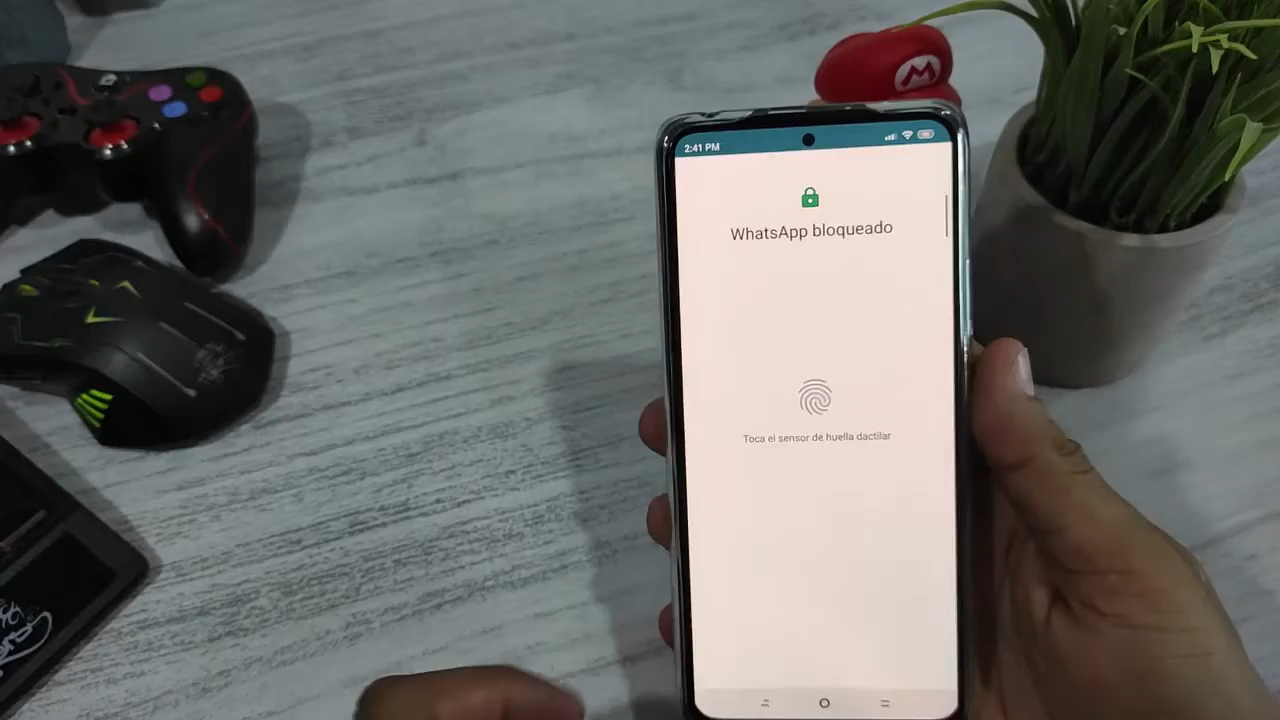 M
2:41 PM
WhatsApp bloqueado
Toca el sensor de huella dactilar